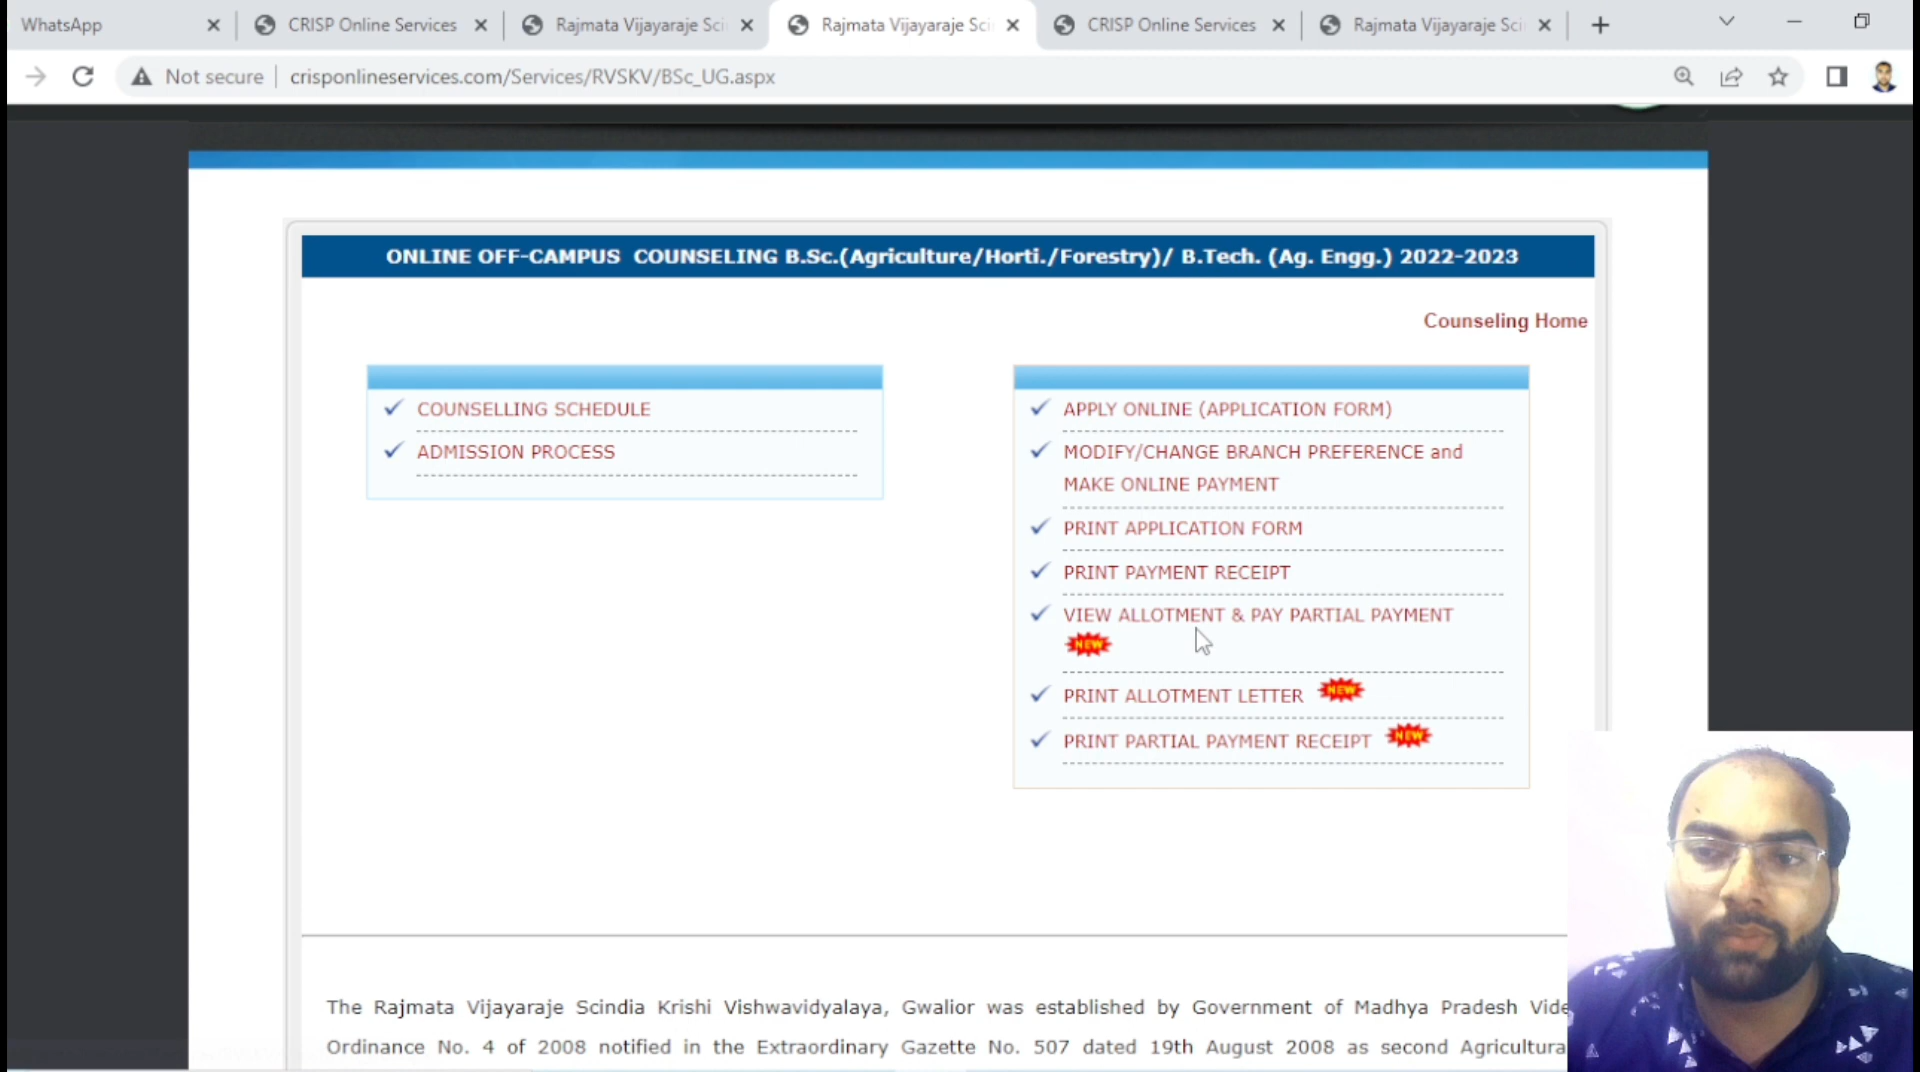 WhatsApp
CRISP Online Services
Rajmata Vijayaraje Sci
Rajmata Vijayaraje Sci
CRISP Online Services
Rajmata Vijayaraje Sci
Not secure
crisponlineservices.com/Services/RVSKV/BSc_UG.aspx
ONLINE OFF-CAMPUS COUNSELING B.Sc.(Agriculture/Horti./Forestry)/ B.Tech. (Ag. Engg.) 2022-2023
Counseling Home
COUNSELLING SCHEDULE
ADMISSION PROCESS
APPLY ONLINE (APPLICATION FORM)
MODIFY/CHANGE BRANCH PREFERENCE and
MAKE ONLINE PAYMENT
PRINT APPLICATION FORM
PRINT PAYMENT RECEIPT
VIEW ALLOTMENT & PAY PARTIAL PAYMENT
NEW
PRINT ALLOTMENT LETTER NEW
PRINT PARTIAL PAYMENT RECEIPT NEW
The Rajmata Vijayaraje Scindia Krishi Vishwavidyalaya, Gwalior was established by Government of Madhya Pradesh Vide
Ordinance No. 4 of 2008 notified in the Extraordinary Gazette No. 507 dated 19th August 2008 as second Agricultura